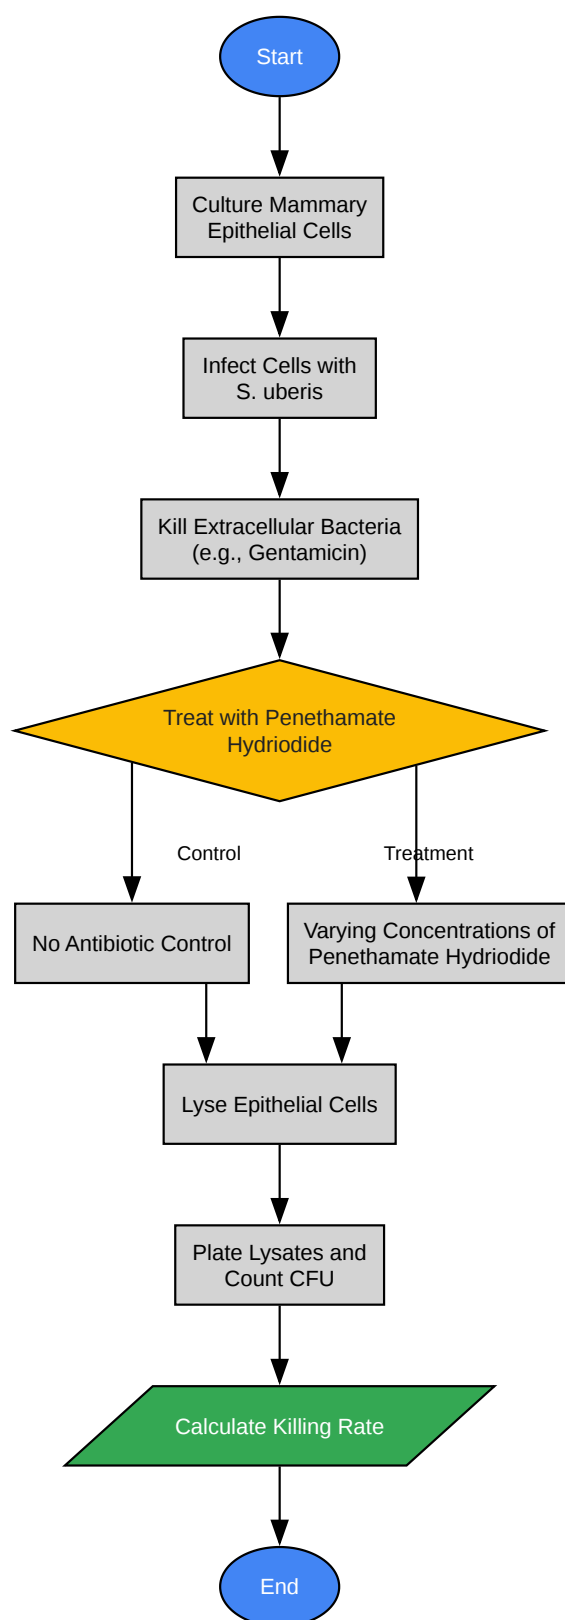 Start
Culture Mammary
Epithelial Cells
Infect Cells with
S. uberis
Kill Extracellular Bacteria
(e.g., Gentamicin)
Treat with Penethamate
Hydriodide
Control
Treatment
No Antibiotic Control
Varying Concentrations of
Penethamate Hydriodide
Lyse Epithelial Cells
Plate Lysates and
Count CFU
Calculate Killing Rate
End